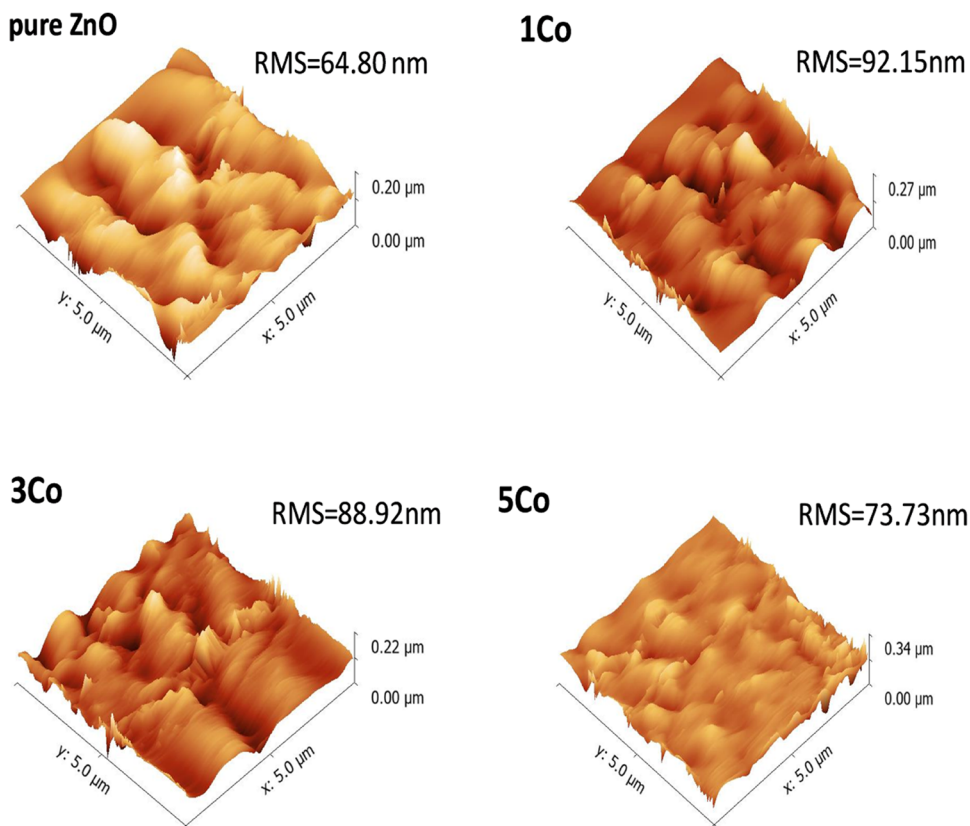 pure ZnO
RMS=64.80 nm
0.20 µm
0.00 µm
y: 5.0 µm
x: 5.0 µm
1Co
RMS=92.15nm
0.27 µm
0.00 µm
y: 5.0 µm
x: 5.0 µm
3Co
RMS=88.92nm
0.22 µm
0.00 µm
y: 5.0 µm
x: 5.0 µm
5Co
RMS=73.73nm
0.34 µm
0.00 µm
y: 5.0 µm
x: 5.0 µm